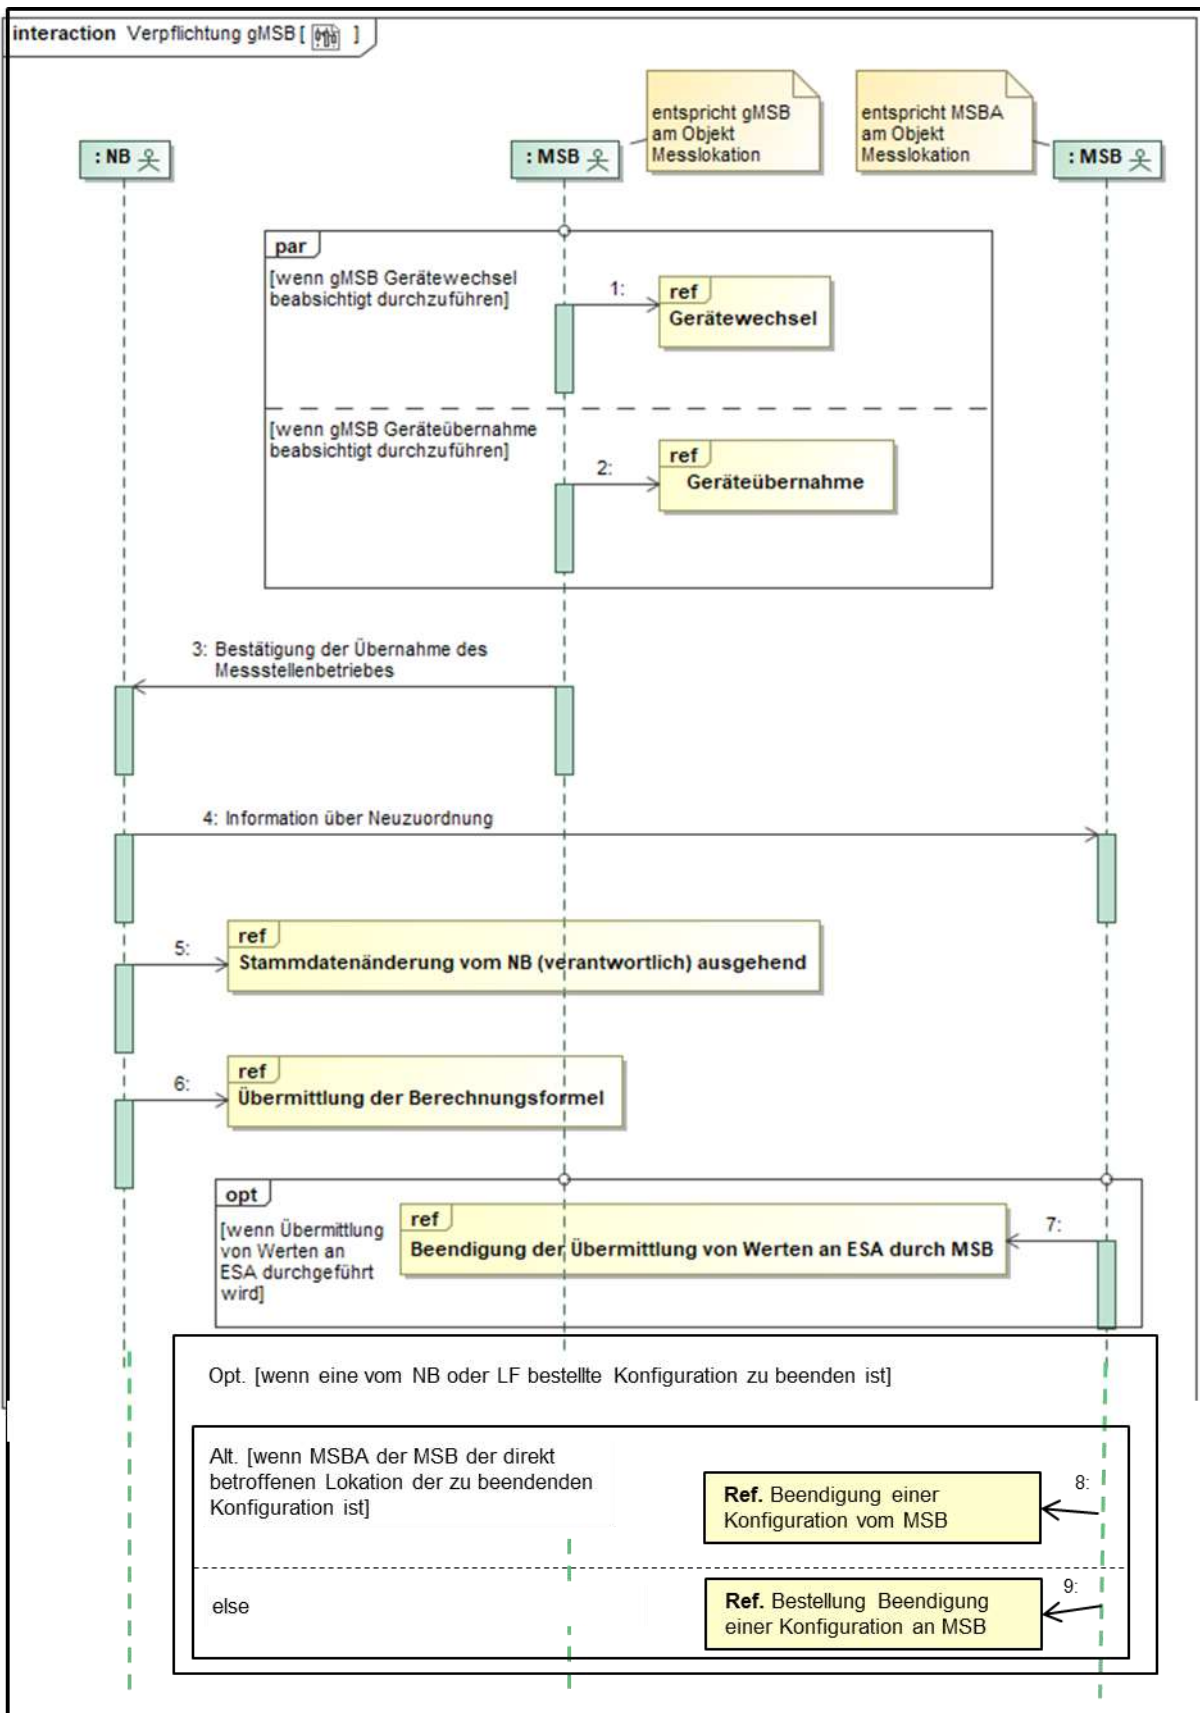 interaction Verpflichtung gMSB [ ]
entspricht gMSB
am Objekt
Messlokation
entspricht MSBA
am Objekt
Messlokation
: NB
: MSB
: MSB
par
[wenn gMSB Gerätewechsel
beabsichtigt durchzuführen]
1:
ref
Gerätewechsel
[wenn gMSB Geräteübernahme
beabsichtigt durchzuführen]
2:
ref
Geräteübernahme
3: Bestätigung der Übernahme des
Messstellenbetriebes
4: Information über Neuzuordnung
5:
ref
Stammdatenänderung vom NB (verantwortlich) ausgehend
6:
ref
Übermittlung der Berechnungsformel
opt
[wenn Übermittlung
von Werten an
ESA durchgeführt
wird]
ref
Beendigung der Übermittlung von Werten an ESA durch MSB
7:
Opt. [wenn eine vom NB oder LF bestellte Konfiguration zu beenden ist]
Alt. [wenn MSBA der MSB der direkt
betroffenen Lokation der zu beendenden
Konfiguration ist]
Ref. Beendigung einer
Konfiguration vom MSB
8:
else
Ref. Bestellung Beendigung
einer Konfiguration an MSB
9: